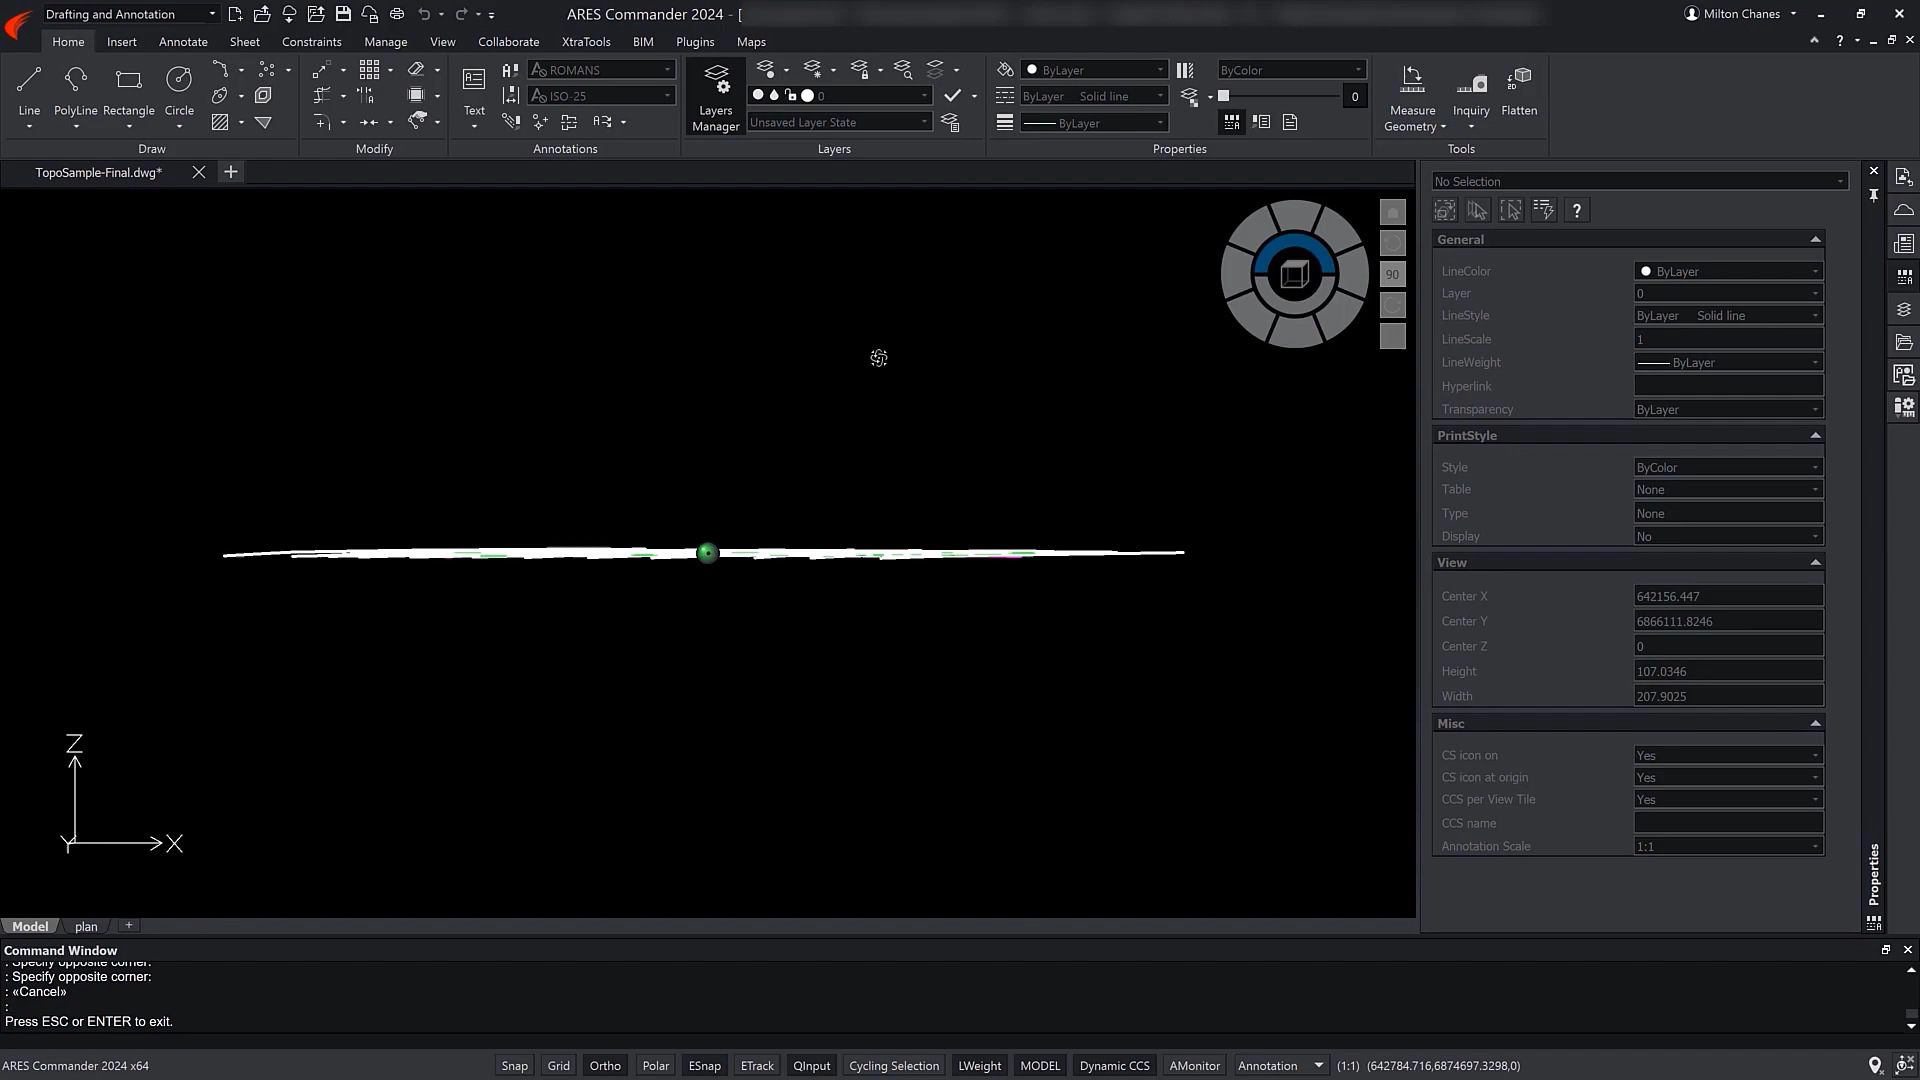 Drafting and Annotation
ARES Commander 2024 - [
Milton Chanes
Home Insert Annotate Sheet Constraints Manage View Collaborate XtraTools BIM Plugins Maps
?
Line PolyLine Rectangle Circle
Draw
Modify
Text
ROMANS
ISO-25
Annotations
Layers
Manager
0
Unsaved Layer State
Layers
ByLayer
ByLayer Solid line
ByLayer
ByColor
0
Properties
Measure
Geometry
Inquiry
2D
Flatten
Tools
TopoSample-Final.dwg*
90
Z
Y
X
No Selection
?
General
LineColor ByLayer
Layer 0
LineStyle ByLayer Solid line
LineScale 1
LineWeight ByLayer
Hyperlink
Transparency ByLayer
PrintStyle
Style ByColor
Table None
Type None
Display No
View
Center X 642156.447
Center Y 6866111.8246
Center Z 0
Height 107.0346
Width 207.9025
Misc
CS icon on Yes
CS icon at origin Yes
CCS per View Tile Yes
CCS name
Annotation Scale 1:1
Properties
Model plan +
Command Window
: Specify opposite corner:
: Specify opposite corner:
: «Cancel»
:
Press ESC or ENTER to exit.
ARES Commander 2024 x64
Snap Grid Ortho Polar ESnap ETrack QInput Cycling Selection LWeight MODEL Dynamic CCS AMonitor Annotation (1:1) (642784.716,6874697.3298,0)